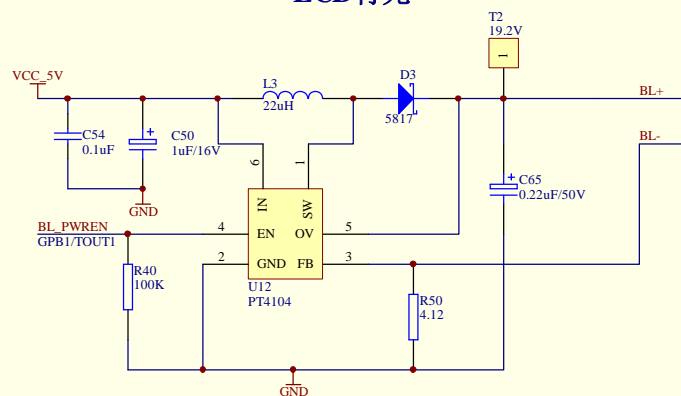 T2
19.2V
1
VCC_5V
L3
22uH
D3
5817
BL+
BL-
C54
0.1uF
C50
1uF/16V
GND
6
1
IN
SW
C65
0.22uF/50V
BL_PWREN
GPB1/TOUT1
4
EN
OV
5
2
GND
FB
3
U12
PT4104
R40
100K
R50
4.12
GND